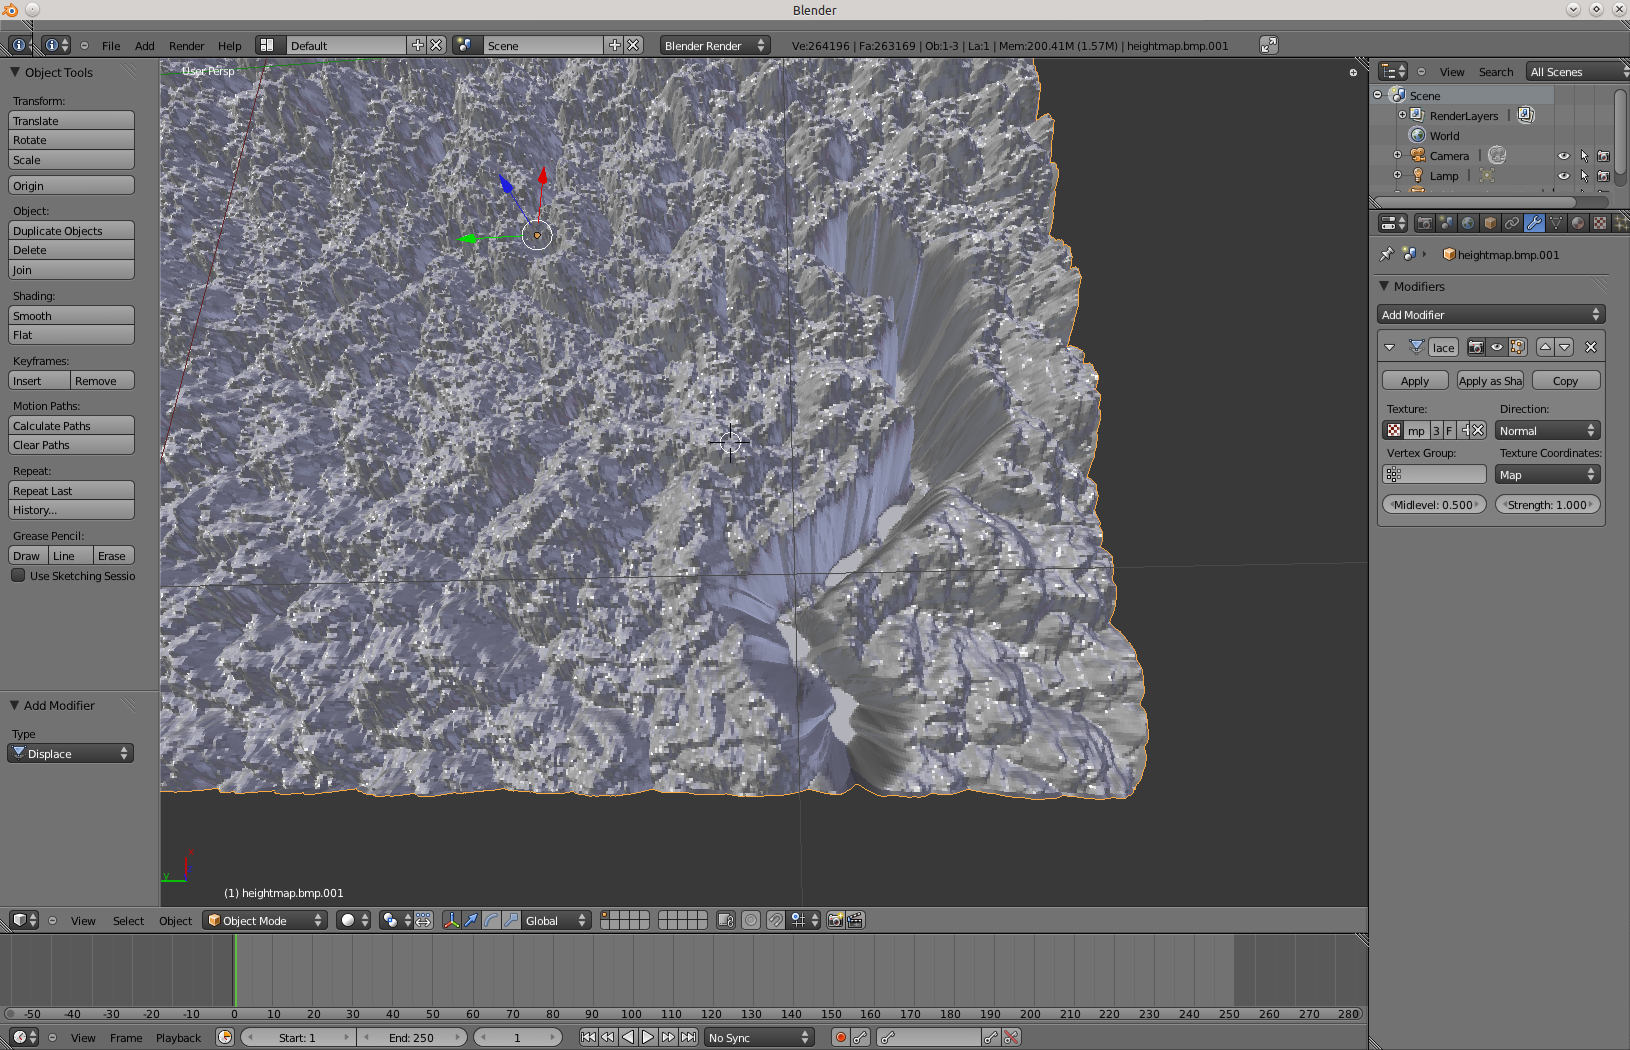 Blender
File Add Render Help Default Scene Blender Render Ve:264196 | Fa:263169 | Ob:1-3 | La:1 | Mem:200.41M (1.57M) | heightmap.bmp.001
Object Tools
Transform:
Translate
Rotate
Scale
Origin
Object:
Duplicate Objects
Delete
Join
Shading:
Smooth
Flat
Keyframes:
Insert Remove
Motion Paths:
Calculate Paths
Clear Paths
Repeat:
Repeat Last
History...
Grease Pencil:
Draw Line Erase
Use Sketching Sessio
Add Modifier
Type
Displace
User Persp
x
y
(1) heightmap.bmp.001
View Select Object Object Mode Global
View Search All Scenes
Scene
RenderLayers |
World
Camera |
Lamp |
heightmap.bmp.001
Modifiers
Add Modifier
lace
Apply Apply as Sha Copy
Texture: Direction:
mp 3 F Normal
Vertex Group: Texture Coordinates:
Map
Midlevel: 0.500 Strength: 1.000
-50 -40 -30 -20 -10 0 10 20 30 40 50 60 70 80 90 100 110 120 130 140 150 160 170 180 190 200 210 220 230 240 250 260 270 280
View Frame Playback Start: 1 End: 250 1 No Sync